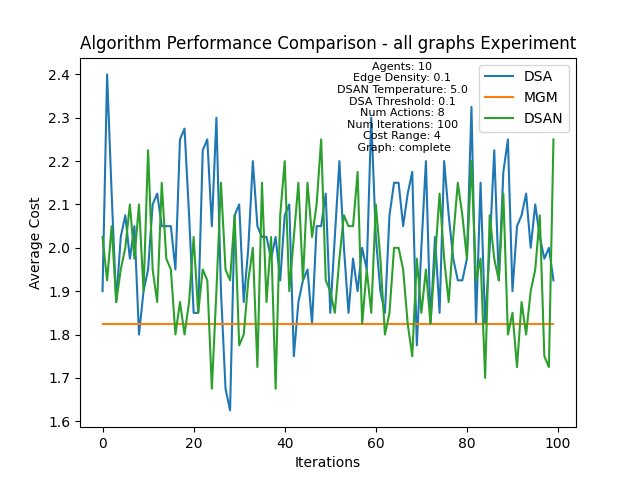 Algorithm Performance Comparison - all graphs Experiment
Agents: 10
Edge Density: 0.1
DSAN Temperature: 5.0
DSA Threshold: 0.1
Num Actions: 8
Num Iterations: 100
Cost Range: 4
Graph: complete
DSA
MGM
DSAN
Average Cost
2.4
2.3
2.2
2.1
2.0
1.9
1.8
1.7
1.6
0
20
40
60
80
100
Iterations